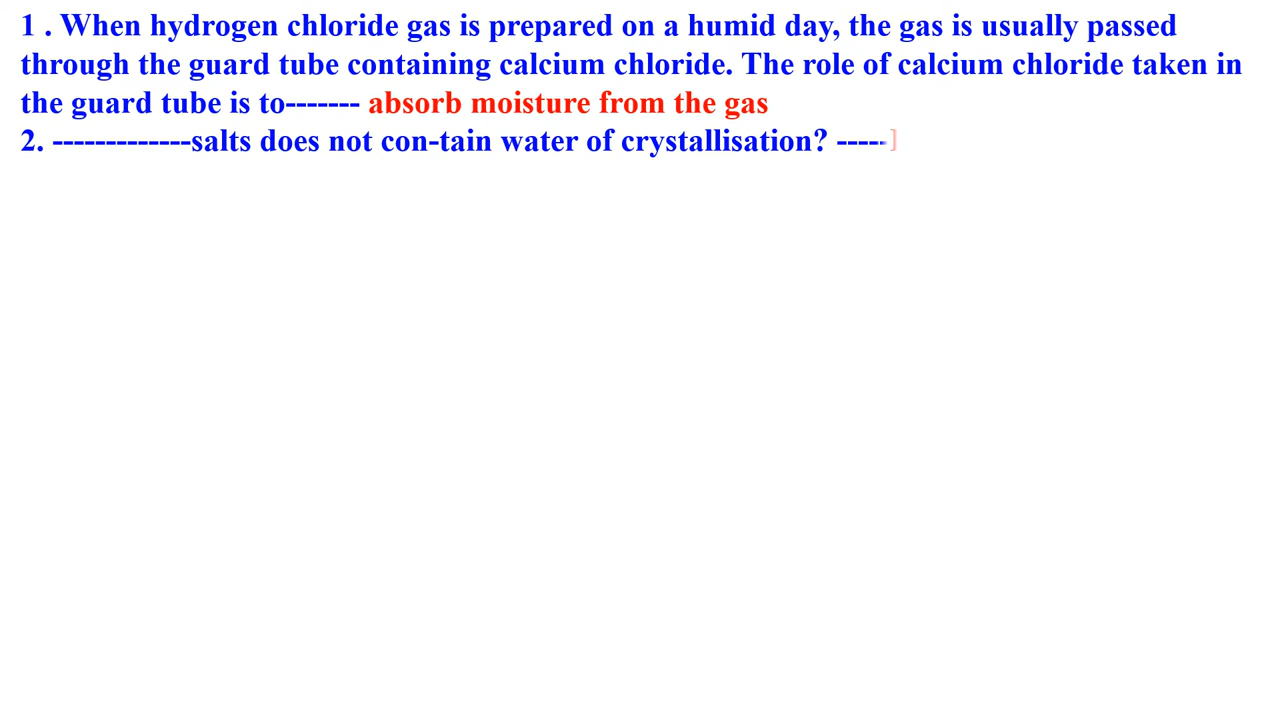 1 . When hydrogen chloride gas is prepared on a humid day, the gas is usually passed
through the guard tube containing calcium chloride. The role of calcium chloride taken in
the guard tube is to------- absorb moisture from the gas
2. -------------salts does not con-tain water of crystallisation? -----